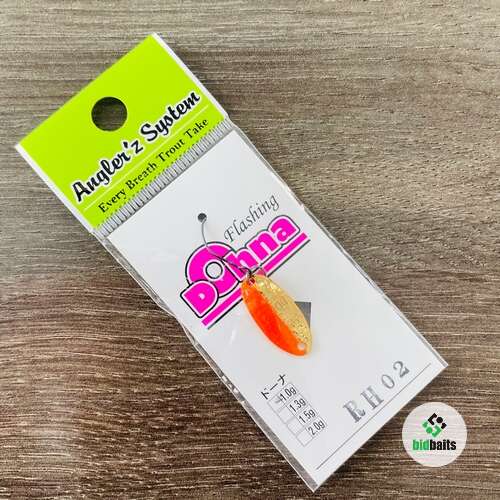 Angler'z System
Every Breath Trout Take
Flashing
Dohna
ドーナ
1.0g
1.3g
1.5g
2.0g
RH02
bidbaits